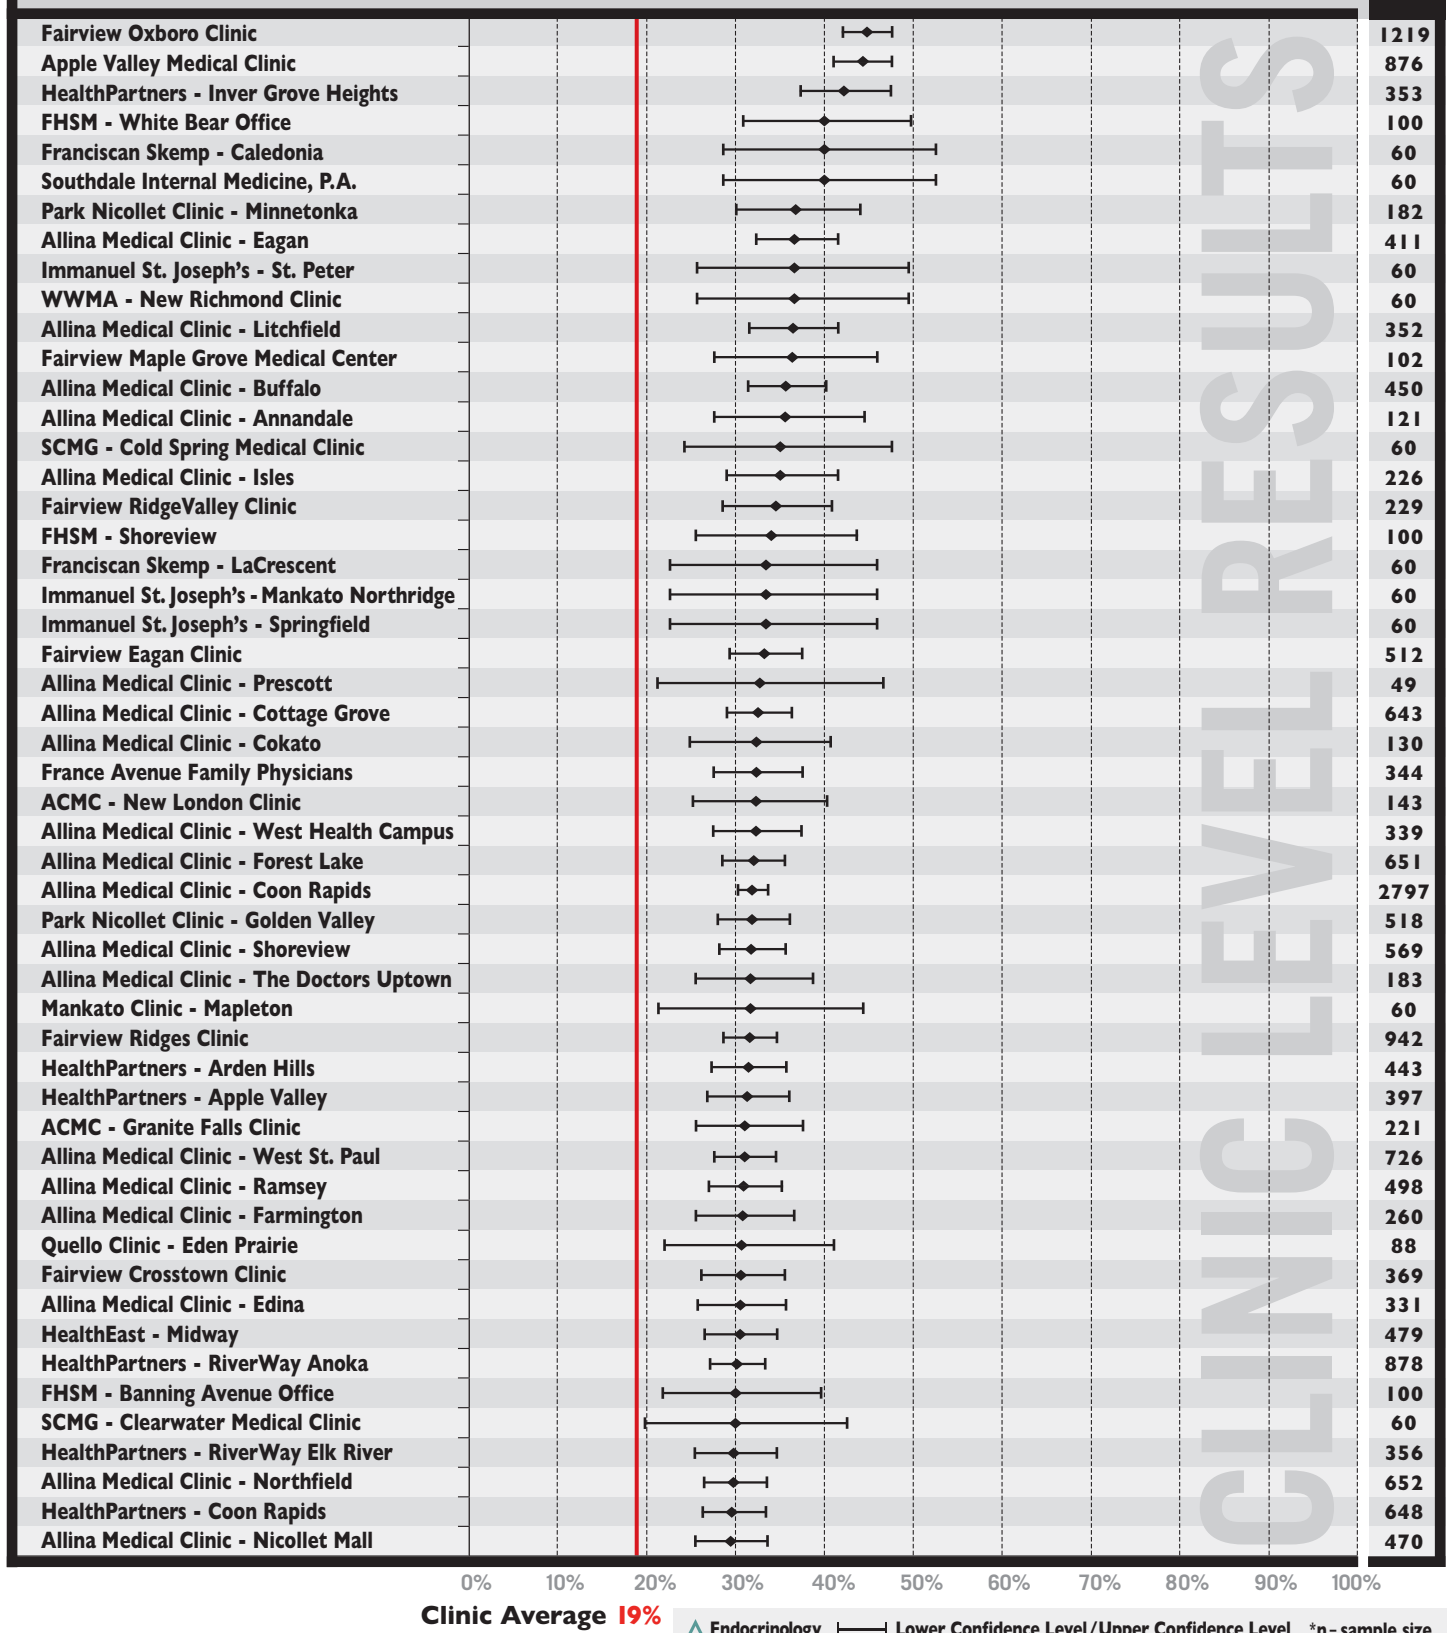 Fairview Oxboro Clinic 1219
Apple Valley Medical Clinic 876
HealthPartners - Inver Grove Heights 353
FHSM - White Bear Office 100
Franciscan Skemp - Caledonia 60
Southdale Internal Medicine, P.A. 60
Park Nicollet Clinic - Minnetonka 182
Allina Medical Clinic - Eagan 411
Immanuel St. Joseph's - St. Peter 60
WWMA - New Richmond Clinic 60
Allina Medical Clinic - Litchfield 352
Fairview Maple Grove Medical Center 102
Allina Medical Clinic - Buffalo 450
Allina Medical Clinic - Annandale 121
SCMG - Cold Spring Medical Clinic 60
Allina Medical Clinic - Isles 226
Fairview RidgeValley Clinic 229
FHSM - Shoreview 100
Franciscan Skemp - LaCrescent 60
Immanuel St. Joseph's - Mankato Northridge 60
Immanuel St. Joseph's - Springfield 60
Fairview Eagan Clinic 512
Allina Medical Clinic - Prescott 49
Allina Medical Clinic - Cottage Grove 643
Allina Medical Clinic - Cokato 130
France Avenue Family Physicians 344
ACMC - New London Clinic 143
Allina Medical Clinic - West Health Campus 339
Allina Medical Clinic - Forest Lake 651
Allina Medical Clinic - Coon Rapids 2797
Park Nicollet Clinic - Golden Valley 518
Allina Medical Clinic - Shoreview 569
Allina Medical Clinic - The Doctors Uptown 183
Mankato Clinic - Mapleton 60
Fairview Ridges Clinic 942
HealthPartners - Arden Hills 443
HealthPartners - Apple Valley 397
ACMC - Granite Falls Clinic 221
Allina Medical Clinic - West St. Paul 726
Allina Medical Clinic - Ramsey 498
Allina Medical Clinic - Farmington 260
Quello Clinic - Eden Prairie 88
Fairview Crosstown Clinic 369
Allina Medical Clinic - Edina 331
HealthEast - Midway 479
HealthPartners - RiverWay Anoka 878
FHSM - Banning Avenue Office 100
SCMG - Clearwater Medical Clinic 60
HealthPartners - RiverWay Elk River 356
Allina Medical Clinic - Northfield 652
HealthPartners - Coon Rapids 648
Allina Medical Clinic - Nicollet Mall 470
CLINIC LEVEL RESULTS
0% 10% 20% 30% 40% 50% 60% 70% 80% 90% 100%
Clinic Average 19%
Endocrinology Lower Confidence Level/Upper Confidence Level *n - sample size